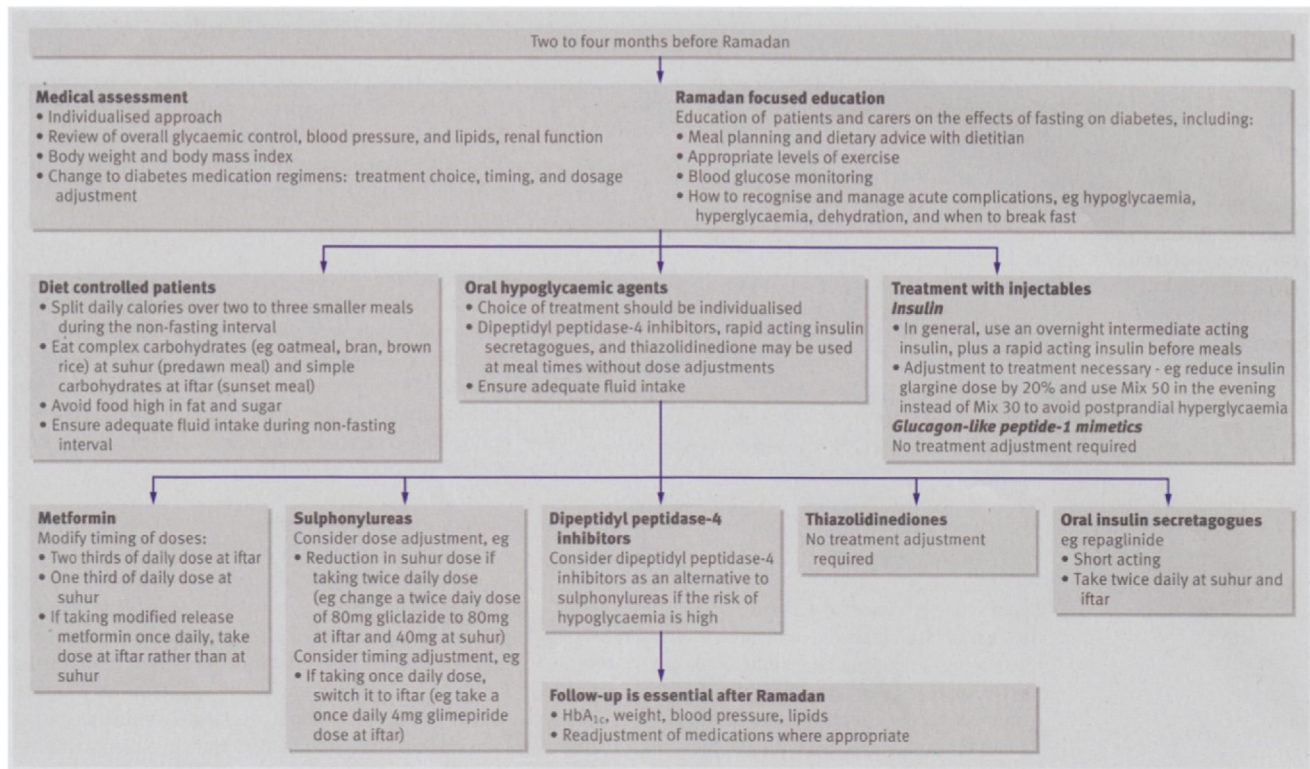 Two to four months before Ramadan
Medical assessment
• Individualised approach
• Review of overall glycaemic control, blood pressure, and lipids, renal function
• Body weight and body mass index
• Change to diabetes medication regimens: treatment choice, timing, and dosage
adjustment
Ramadan focused education
Education of patients and carers on the effects of fasting on diabetes, including:
• Meal planning and dietary advice with dietitian
• Appropriate levels of exercise
• Blood glucose monitoring
• How to recognise and manage acute complications, eg hypoglycaemia,
hyperglycaemia, dehydration, and when to break fast
Diet controlled patients
• Split daily calories over two to three smaller meals
during the non-fasting interval
• Eat complex carbohydrates (eg oatmeal, bran, brown
rice) at suhur (predawn meal) and simple
carbohydrates at iftar (sunset meal)
• Avoid food high in fat and sugar
• Ensure adequate fluid intake during non-fasting
interval
Oral hypoglycaemic agents
• Choice of treatment should be individualised
• Dipeptidyl peptidase-4 inhibitors, rapid acting insulin
secretagogues, and thiazolidinedione may be used
at meal times without dose adjustments
• Ensure adequate fluid intake
Treatment with injectables
Insulin
• In general, use an overnight intermediate acting
insulin, plus a rapid acting insulin before meals
• Adjustment to treatment necessary - eg reduce insulin
glargine dose by 20% and use Mix 50 in the evening
instead of Mix 30 to avoid postprandial hyperglycaemia
Glucagon-like peptide-1 mimetics
No treatment adjustment required
Metformin
Modify timing of doses:
• Two thirds of daily dose at iftar
• One third of daily dose at
suhur
• If taking modified release
metformin once daily, take
dose at iftar rather than at
suhur
Sulphonylureas
Consider dose adjustment, eg
• Reduction in suhur dose if
taking twice daily dose
(eg change a twice daiy dose
of 80mg gliclazide to 80mg
at iftar and 40mg at suhur)
Consider timing adjustment, eg
• If taking once daily dose,
switch it to iftar (eg take a
once daily 4mg glimepiride
dose at iftar)
Dipeptidyl peptidase-4
inhibitors
Consider dipeptidyl peptidase-4
inhibitors as an alternative to
sulphonylureas if the risk of
hypoglycaemia is high
Thiazolidinediones
No treatment adjustment
required
Oral insulin secretagogues
eg repaglinide
• Short acting
• Take twice daily at suhur and
iftar
Follow-up is essential after Ramadan
• HbA1c, weight, blood pressure, lipids
• Readjustment of medications where appropriate